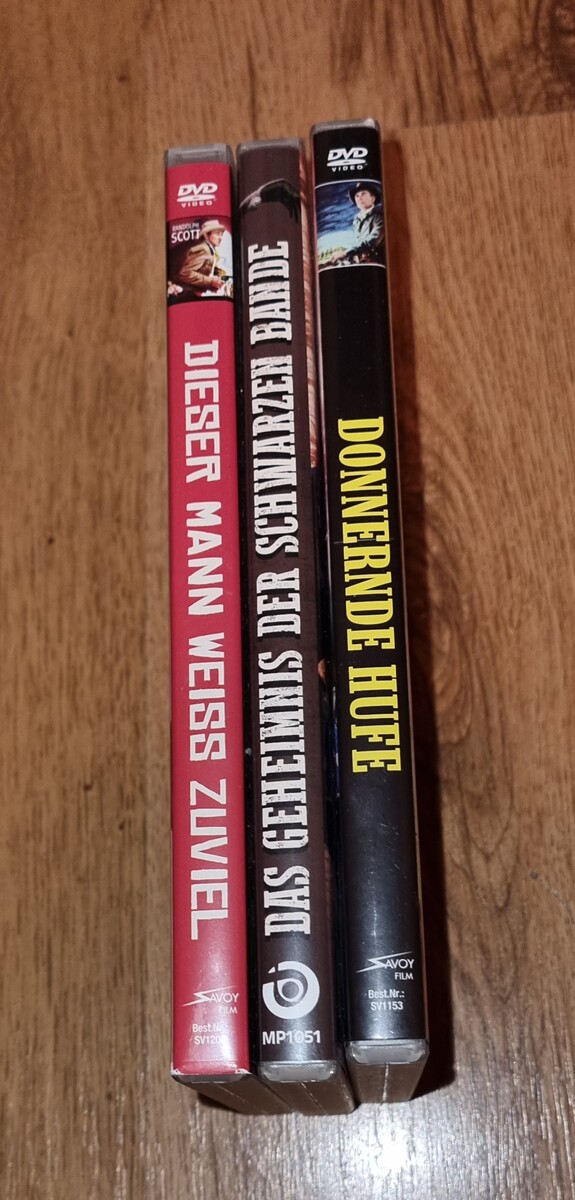 DVD
VIDEO
RANDOLPH
SCOTT
DIESER MANN WEISS ZUVIEL
SAVOY
FILM
Best.Nr.:
DAS GEHEIMNIS DER SCHWARZEN BANDE
MP1051
DVD
VIDEO
DONNERNDE HUFE
SAVOY
FILM
Best.Nr.:
SV1153